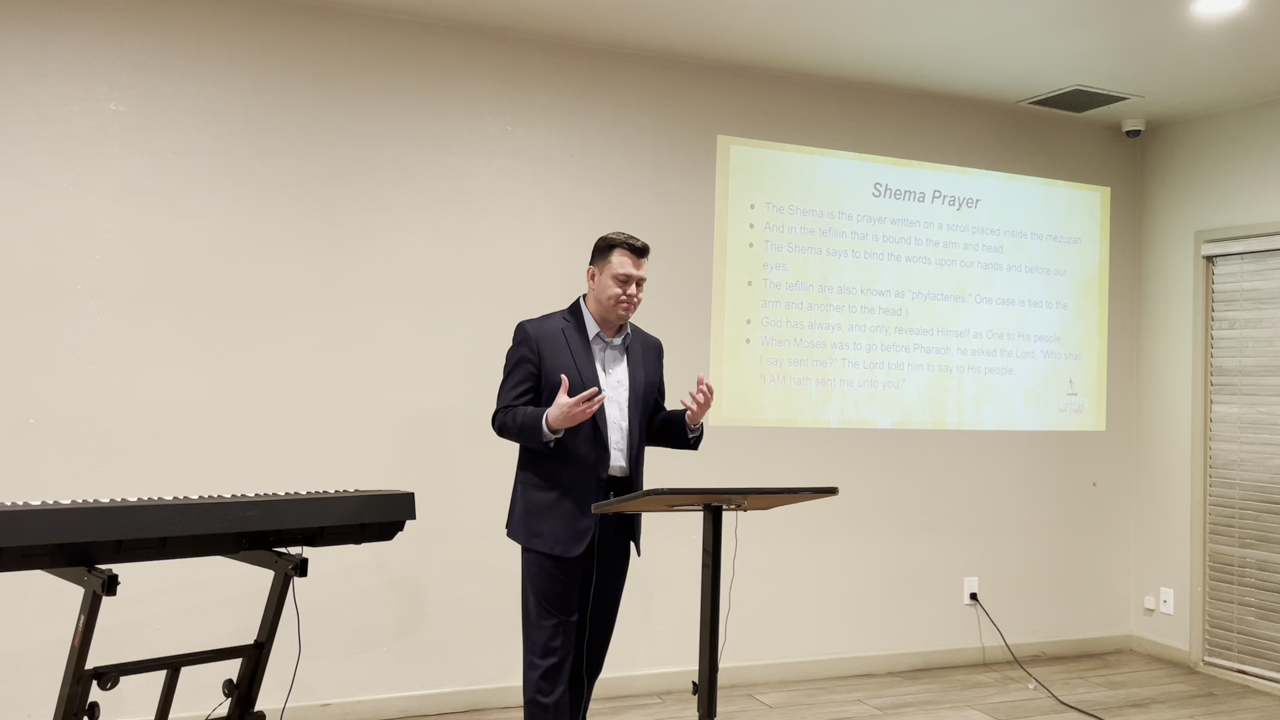 Shema Prayer
• The Shema is the prayer written on a scroll placed inside the mezuzah
• And in the tefillin that is bound to the arm and head.
• The Shema says to bind the words upon our hands and before our
eyes.
• The tefillin are also known as "phylacteries." One case is tied to the
arm and another to the head.)
• God has always, and only, revealed Himself as One to His people.
• When Moses was to go before Pharaoh, he asked the Lord, "Who shall
I say sent me?" The Lord told him to say to His people,
"I AM hath sent me unto you."